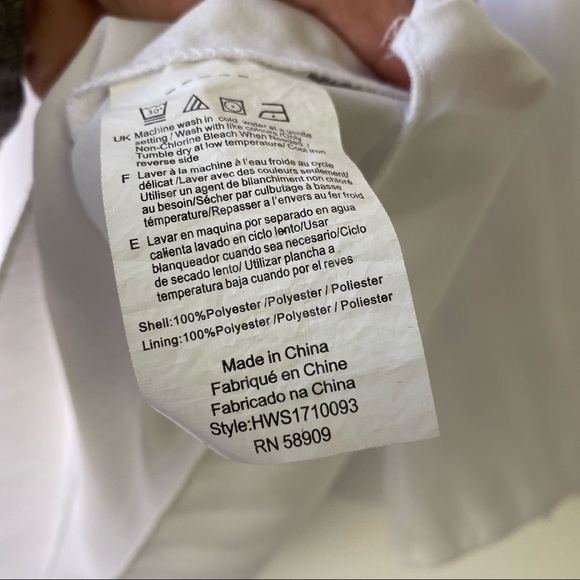 30°
UK Machine wash in cold water at a gentle
setting / Wash with like colours /Only
Non-Chlorine Bleach When Needed /
Tumble dry at low temperature/ Cool iron
reverse side
F Laver à la machine à l'eau froide au cycle
délicat /Laver avec des couleurs seulement/
Utiliser un agent de blianchiment non chloré
au besoin/Sécher par culbutage à basse
témpérature/Repasser a l'envers au fer froid
E Lavar en maquina por separado en agua
calienta lavado en ciclo lento/Usar
blanqueador cuando sea necesario/Ciclo
de secado lento/ Utilizar plancha a
temperatura baja cuando por el reves
Shell:100%Polyester /Polyester / Poliester
Lining:100%Polyester /Polyester / Poliester
Made in China
Fabriqué en Chine
Fabricado na China
Style:HWS1710093
RN 58909